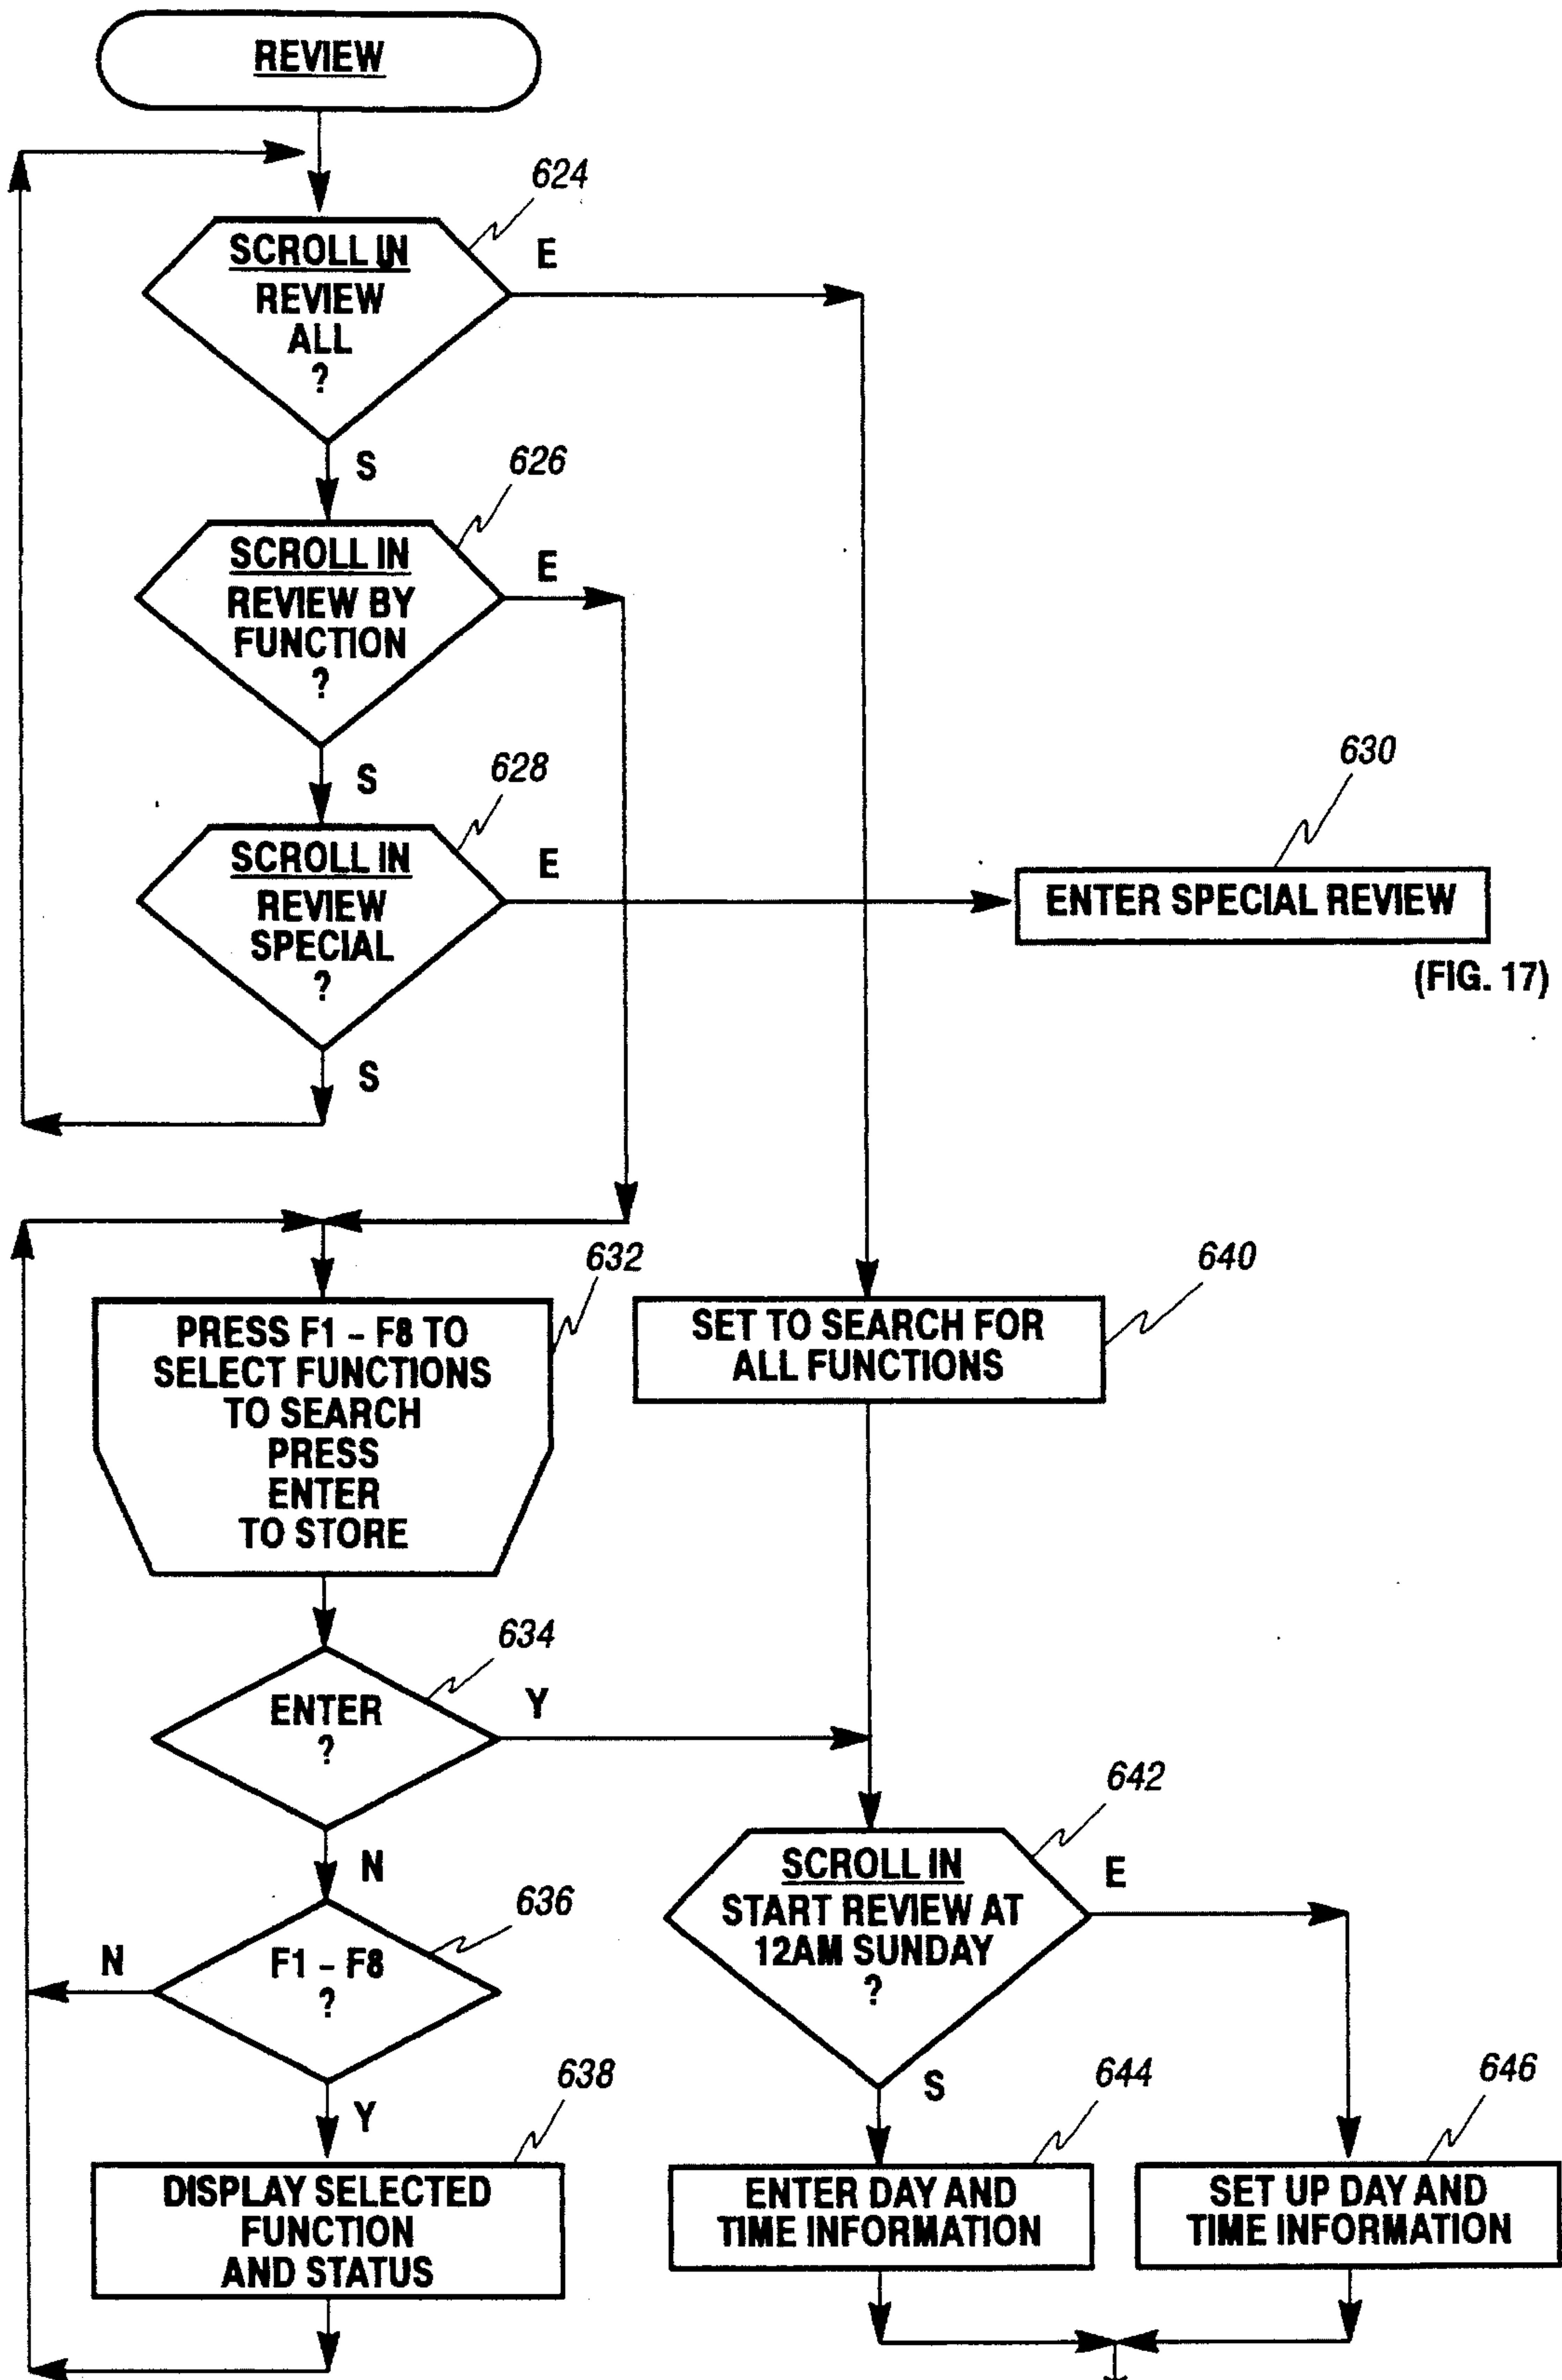 REVIEW
624
SCROLL IN
REVIEW
ALL
?
E
S
626
SCROLL IN
REVIEW BY
FUNCTION
?
E
S
628
SCROLL IN
REVIEW
SPECIAL
?
E
S
630
ENTER SPECIAL REVIEW
(FIG. 17)
632
PRESS F1 – F8 TO
SELECT FUNCTIONS
TO SEARCH
PRESS
ENTER
TO STORE
640
SET TO SEARCH FOR
ALL FUNCTIONS
634
ENTER
?
Y
N
636
F1 – F8
?
N
Y
638
DISPLAY SELECTED
FUNCTION
AND STATUS
642
SCROLL IN
START REVIEW AT
12AM SUNDAY
?
E
S
644
ENTER DAY AND
TIME INFORMATION
646
SET UP DAY AND
TIME INFORMATION